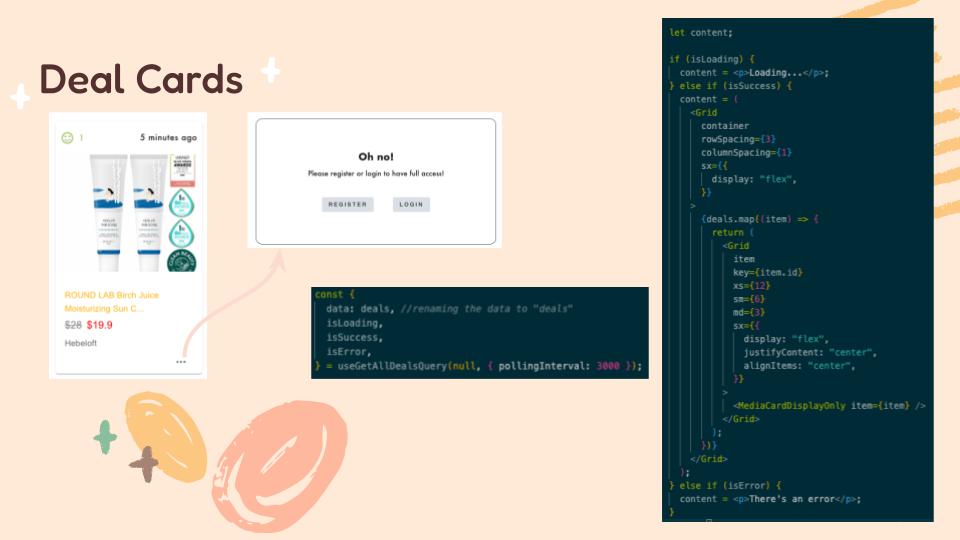 Deal Cards
1
5 minutes ago
ROUND LAB Birch Juice
Moisturizing Sun C...
$28 $19.9
Hebeloft
...
Oh no!
Please register or login to have full access!
REGISTER LOGIN
const {
  data: deals, //renaming the data to "deals"
  isLoading,
  isSuccess,
  isError,
} = useGetAllDealsQuery(null, { pollingInterval: 3000 });
let content;
if (isLoading) {
  content = <p>Loading...</p>;
} else if (isSuccess) {
  content = (
    <Grid
      container
      rowSpacing={3}
      columnSpacing={1}
      sx={{
        display: "flex",
      }}
    >
      {deals.map((item) => {
        return (
          <Grid
            item
            key={item.id}
            xs={12}
            sm={6}
            md={3}
            sx={{
              display: "flex",
              justifyContent: "center",
              alignItems: "center",
            }}
          >
            <MediaCardDisplayOnly item={item} />
          </Grid>
        );
      })}
    </Grid>
  );
} else if (isError) {
  content = <p>There's an error</p>;
}